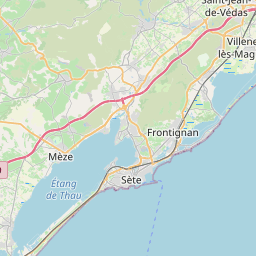 Saint-Jean-
de-Védas
Villene
lès-Mag
Frontignan
Mèze
Étang
de Thau
Sète